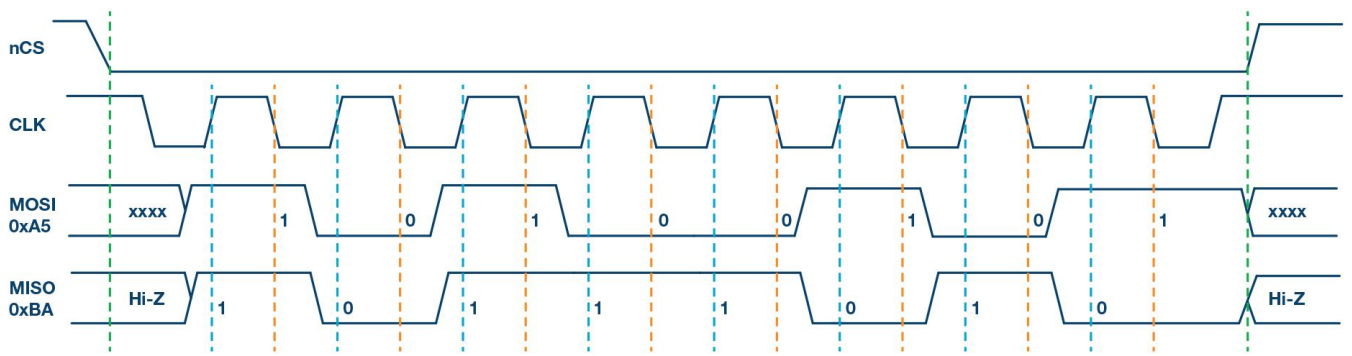 nCS
CLK
MOSI
0xA5
xxxx
1 0 1 0 0 1 0 1
xxxx
MISO
0xBA
Hi-Z
1 0 1 1 1 0 1 0
Hi-Z